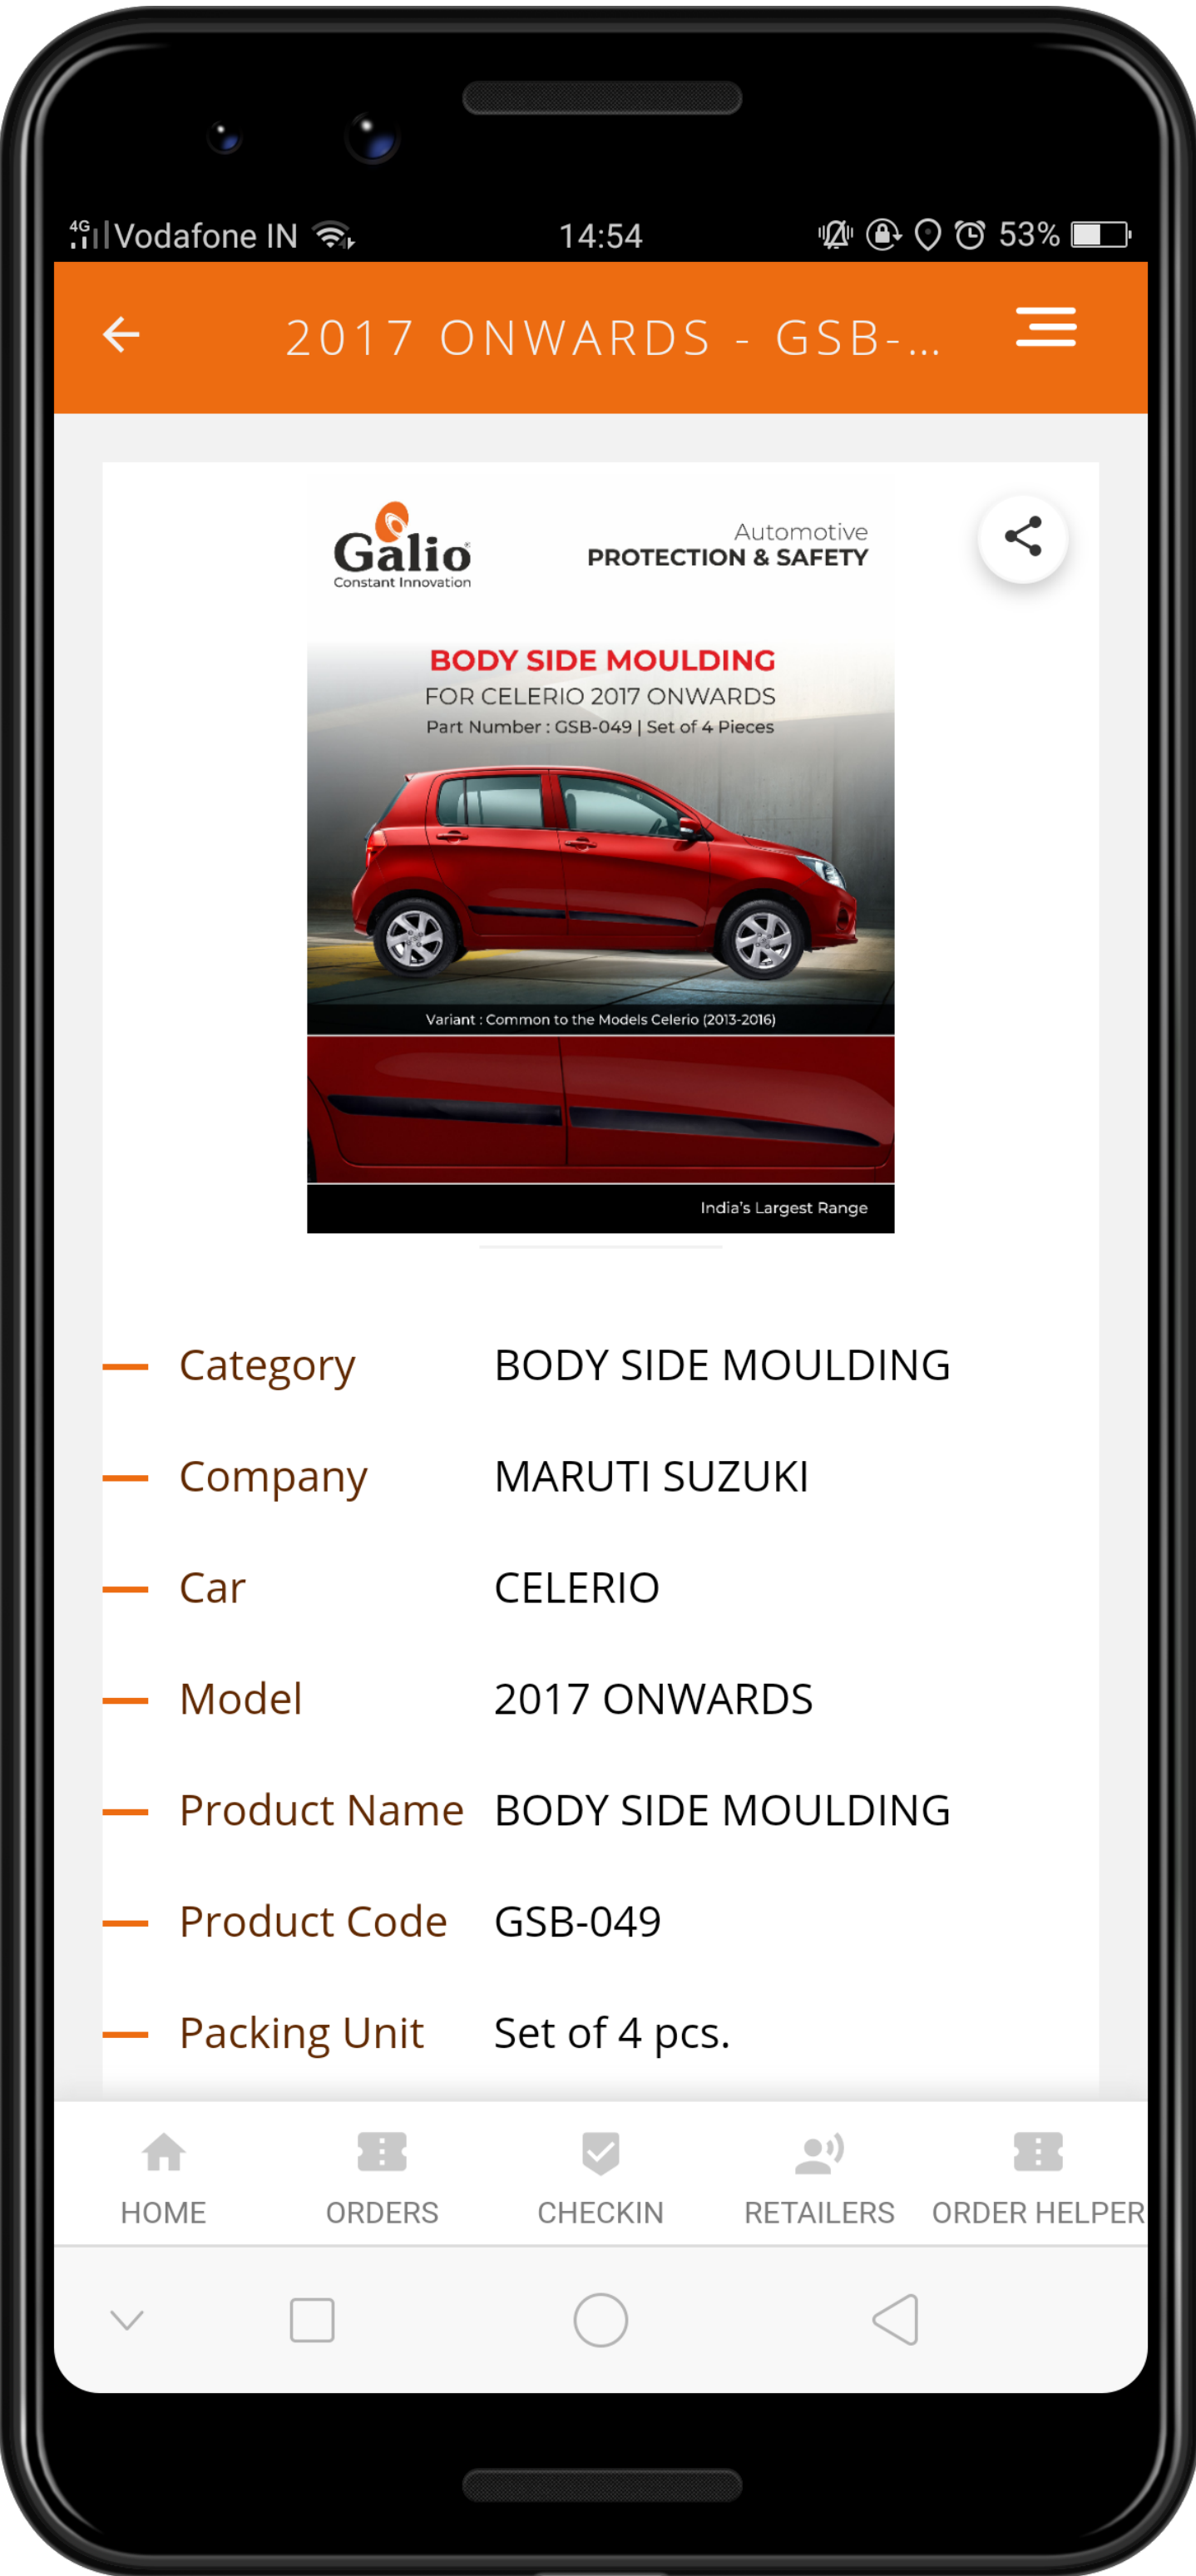 4G Vodafone IN 14:54 53%
2017 ONWARDS - GSB-...
Galio®
Constant Innovation
Automotive
PROTECTION & SAFETY
BODY SIDE MOULDING
FOR CELERIO 2017 ONWARDS
Part Number : GSB-049 | Set of 4 Pieces
Variant : Common to the Models Celerio (2013-2016)
India's Largest Range
Category BODY SIDE MOULDING
Company MARUTI SUZUKI
Car CELERIO
Model 2017 ONWARDS
Product Name BODY SIDE MOULDING
Product Code GSB-049
Packing Unit Set of 4 pcs.
HOME ORDERS CHECKIN RETAILERS ORDER HELPER